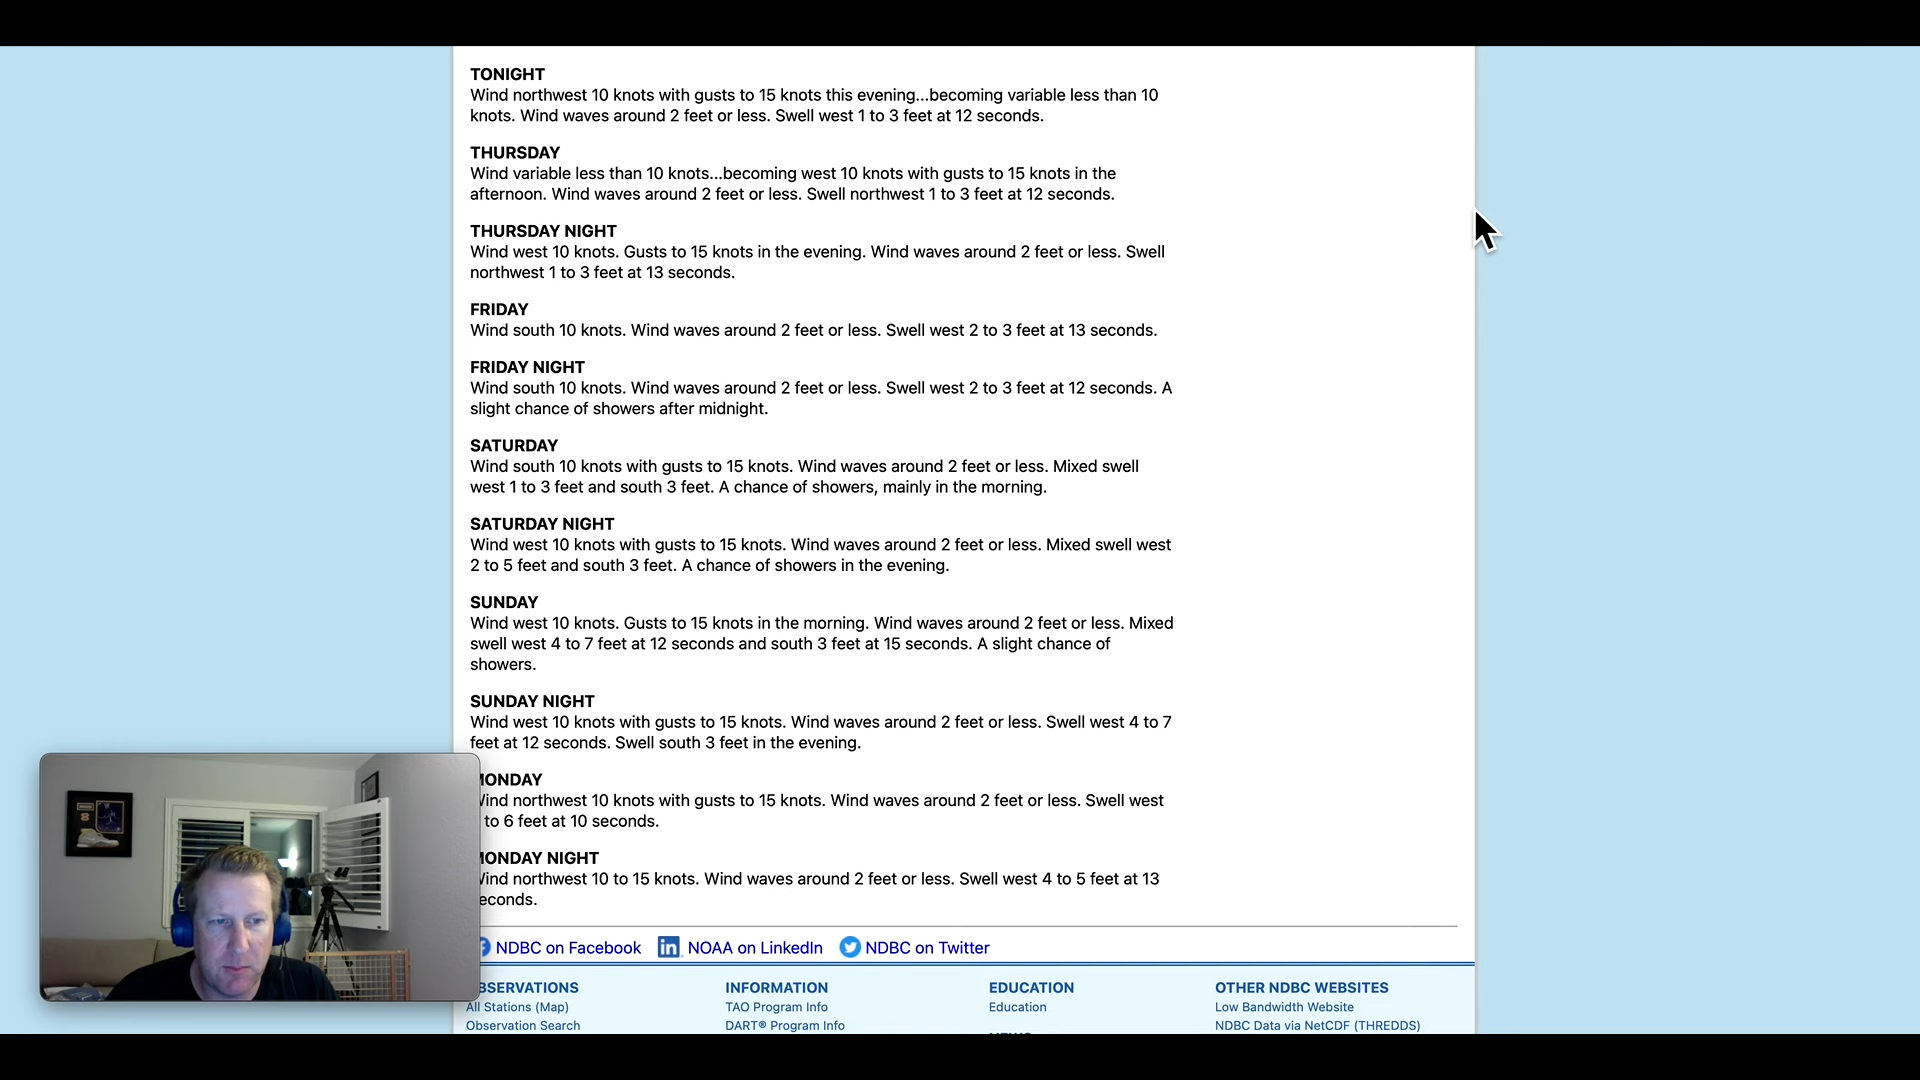 TONIGHT
Wind northwest 10 knots with gusts to 15 knots this evening...becoming variable less than 10
knots. Wind waves around 2 feet or less. Swell west 1 to 3 feet at 12 seconds.
THURSDAY
Wind variable less than 10 knots...becoming west 10 knots with gusts to 15 knots in the
afternoon. Wind waves around 2 feet or less. Swell northwest 1 to 3 feet at 12 seconds.
THURSDAY NIGHT
Wind west 10 knots. Gusts to 15 knots in the evening. Wind waves around 2 feet or less. Swell
northwest 1 to 3 feet at 13 seconds.
FRIDAY
Wind south 10 knots. Wind waves around 2 feet or less. Swell west 2 to 3 feet at 13 seconds.
FRIDAY NIGHT
Wind south 10 knots. Wind waves around 2 feet or less. Swell west 2 to 3 feet at 12 seconds. A
slight chance of showers after midnight.
SATURDAY
Wind south 10 knots with gusts to 15 knots. Wind waves around 2 feet or less. Mixed swell
west 1 to 3 feet and south 3 feet. A chance of showers, mainly in the morning.
SATURDAY NIGHT
Wind west 10 knots with gusts to 15 knots. Wind waves around 2 feet or less. Mixed swell west
2 to 5 feet and south 3 feet. A chance of showers in the evening.
SUNDAY
Wind west 10 knots. Gusts to 15 knots in the morning. Wind waves around 2 feet or less. Mixed
swell west 4 to 7 feet at 12 seconds and south 3 feet at 15 seconds. A slight chance of
showers.
SUNDAY NIGHT
Wind west 10 knots with gusts to 15 knots. Wind waves around 2 feet or less. Swell west 4 to 7
feet at 12 seconds. Swell south 3 feet in the evening.
MONDAY
Wind northwest 10 knots with gusts to 15 knots. Wind waves around 2 feet or less. Swell west
to 6 feet at 10 seconds.
MONDAY NIGHT
Wind northwest 10 to 15 knots. Wind waves around 2 feet or less. Swell west 4 to 5 feet at 13
econds.
NDBC on Facebook in NOAA on LinkedIn NDBC on Twitter
BSERVATIONS INFORMATION EDUCATION OTHER NDBC WEBSITES
All Stations (Map) TAO Program Info Education Low Bandwidth Website
Observation Search DART® Program Info NDBC Data via NetCDF (THREDDS)